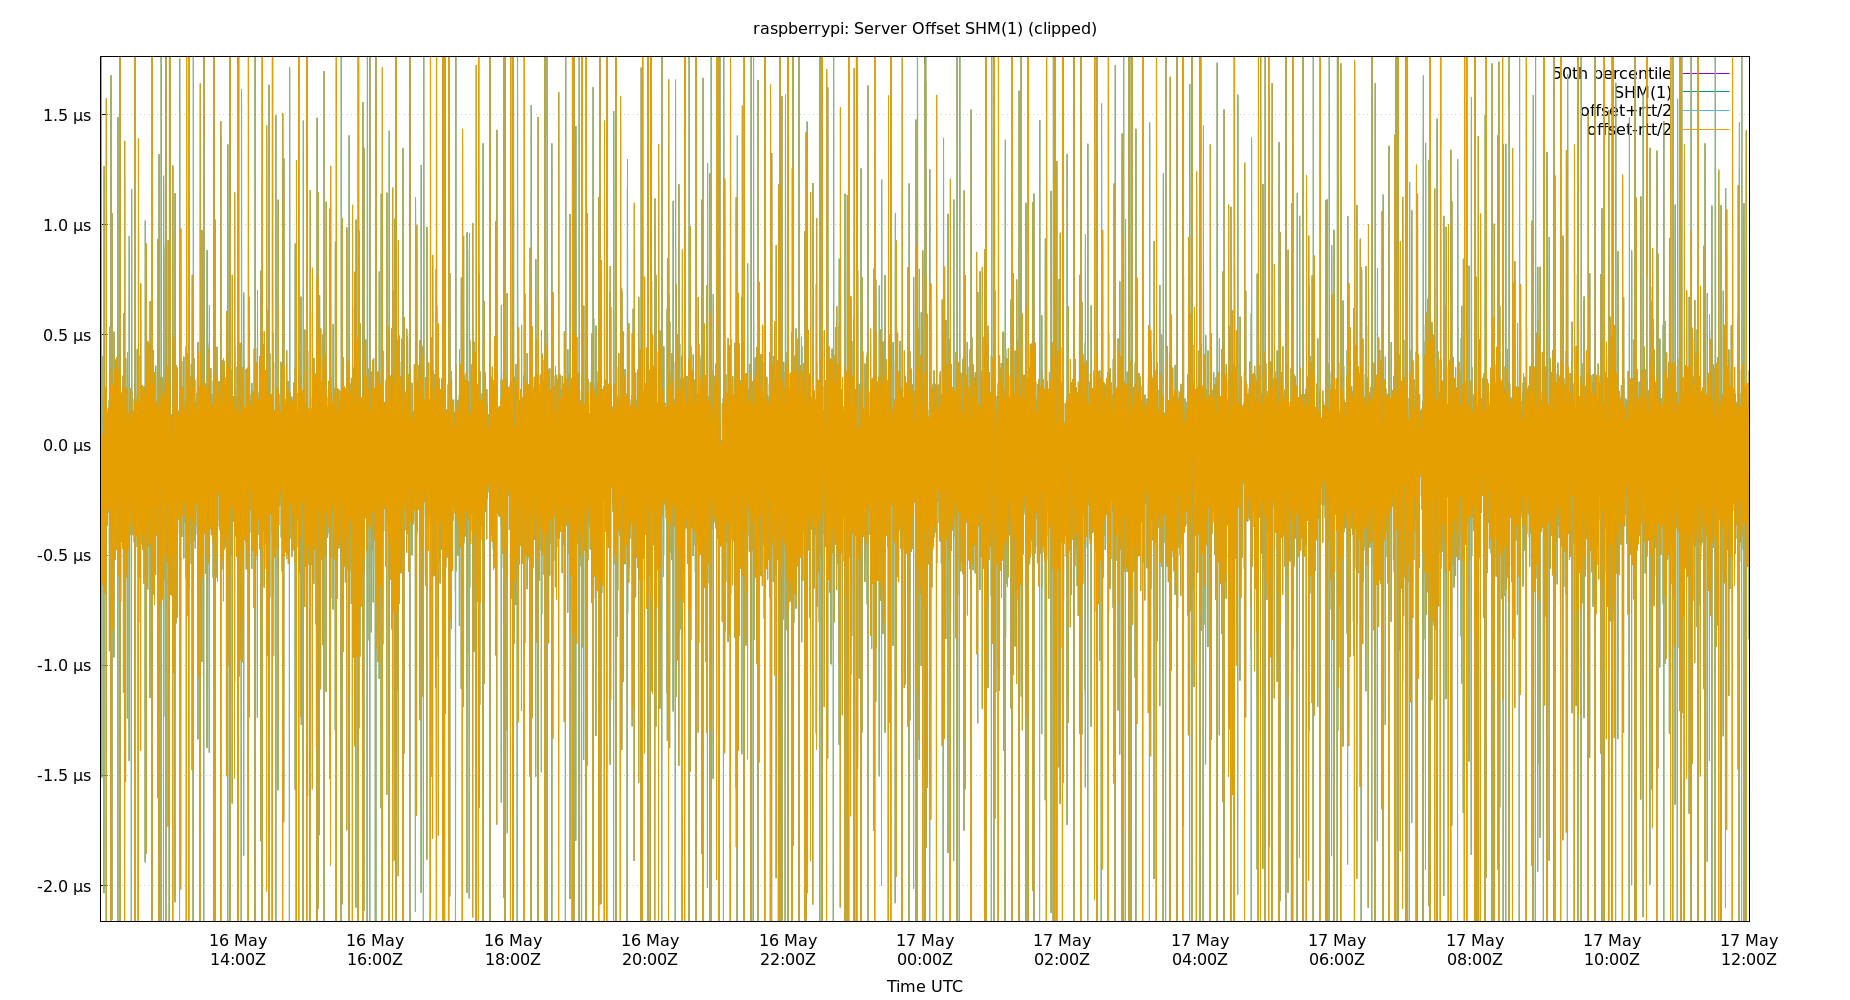 raspberrypi: Server Offset SHM(1) (clipped)
50th percentile
SHM(1)
offset+rtt/2
offset-rtt/2
1.5 µs
1.0 µs
0.5 µs
0.0 µs
-0.5 µs
-1.0 µs
-1.5 µs
-2.0 µs
16 May 16 May 16 May 16 May 16 May 17 May 17 May 17 May 17 May 17 May 17 May 17 May
14:00Z 16:00Z 18:00Z 20:00Z 22:00Z 00:00Z 02:00Z 04:00Z 06:00Z 08:00Z 10:00Z 12:00Z
Time UTC